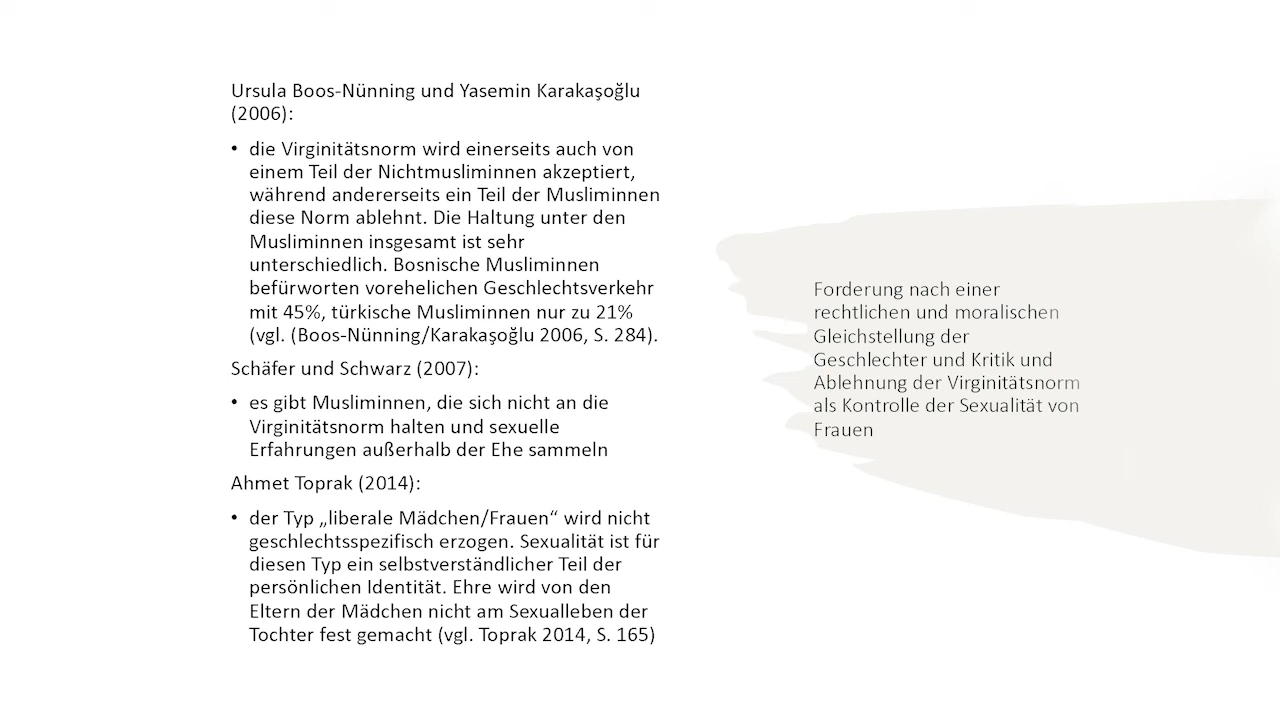 Ursula Boos-Nünning und Yasemin Karakaşoğlu
(2006):
• die Virginitätsnorm wird einerseits auch von
einem Teil der Nichtmusliminnen akzeptiert,
während andererseits ein Teil der Musliminnen
diese Norm ablehnt. Die Haltung unter den
Musliminnen insgesamt ist sehr
unterschiedlich. Bosnische Musliminnen
befürworten vorehelichen Geschlechtsverkehr
mit 45%, türkische Musliminnen nur zu 21%
(vgl. (Boos-Nünning/Karakaşoğlu 2006, S. 284).
Schäfer und Schwarz (2007):
• es gibt Musliminnen, die sich nicht an die
Virginitätsnorm halten und sexuelle
Erfahrungen außerhalb der Ehe sammeln
Ahmet Toprak (2014):
• der Typ „liberale Mädchen/Frauen“ wird nicht
geschlechtsspezifisch erzogen. Sexualität ist für
diesen Typ ein selbstverständlicher Teil der
persönlichen Identität. Ehre wird von den
Eltern der Mädchen nicht am Sexualleben der
Tochter fest gemacht (vgl. Toprak 2014, S. 165)
Forderung nach einer
rechtlichen und moralischen
Gleichstellung der
Geschlechter und Kritik und
Ablehnung der Virginitätsnorm
als Kontrolle der Sexualität von
Frauen